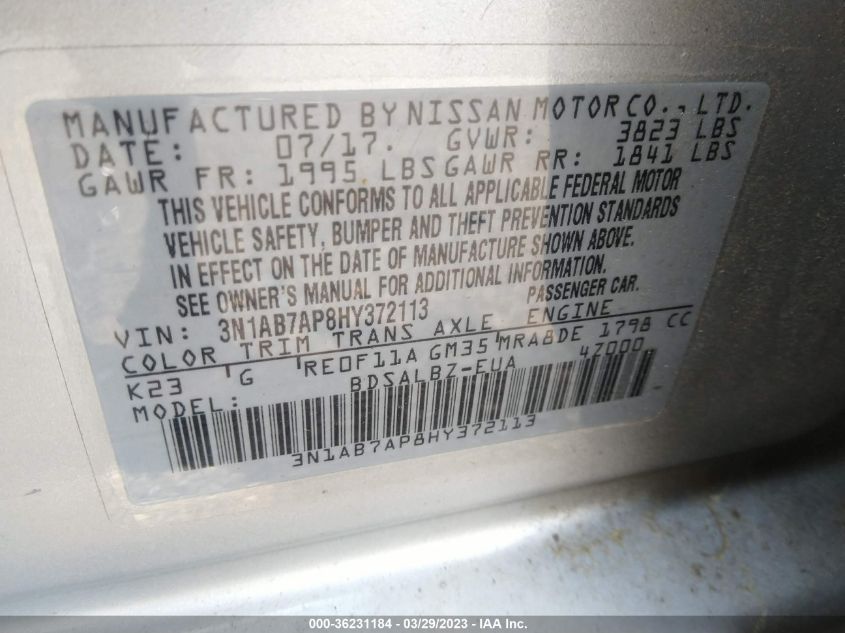 MANUFACTURED BY NISSAN MOTOR CO., LTD.
DATE: 07/17. GVWR: 3823 LBS
GAWR FR: 1995 LBS GAWR RR: 1841 LBS
THIS VEHICLE CONFORMS TO ALL APPLICABLE FEDERAL MOTOR
VEHICLE SAFETY, BUMPER AND THEFT PREVENTION STANDARDS
IN EFFECT ON THE DATE OF MANUFACTURE SHOWN ABOVE.
SEE OWNER'S MANUAL FOR ADDITIONAL INFORMATION.
VIN: 3N1AB7AP8HY372113 PASSENGER CAR.
COLOR TRIM TRANS AXLE ENGINE
K23 G RE0F11A GM35 MRA8DE 1798 CC
MODEL: BDSALBZ-EUA 47000
3N1AB7AP8HY372113
000-36231184 - 03/29/2023 - IAA Inc.